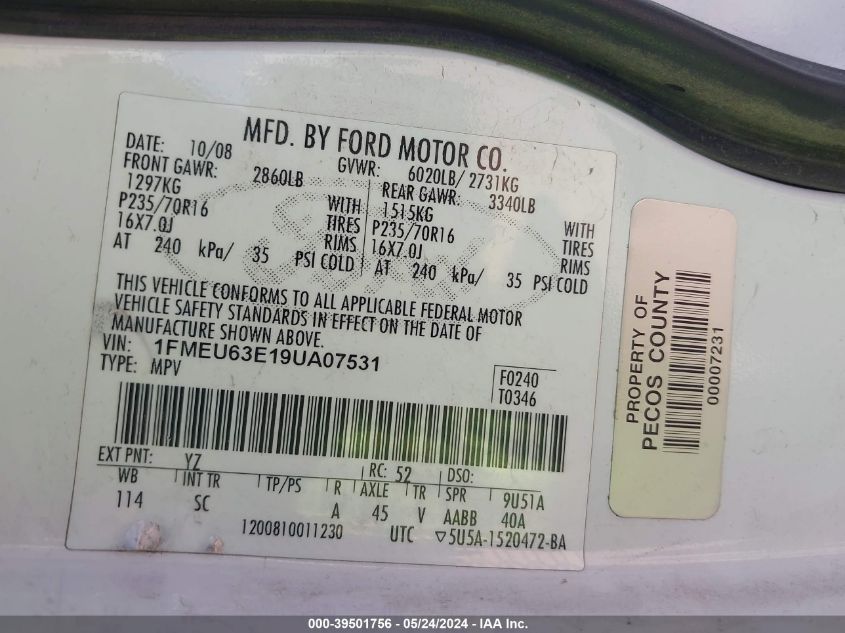 MFD. BY FORD MOTOR CO.
DATE: 10/08 GVWR: 6020LB/ 2731KG
FRONT GAWR: 2860LB REAR GAWR: 3340LB
1297KG WITH 1515KG WITH
P235/70R16 TIRES P235/70R16 TIRES
16X7.0J RIMS 16X7.0J RIMS
AT 240 kPa/ 35 PSI COLD AT 240 kPa/ 35 PSI COLD
THIS VEHICLE CONFORMS TO ALL APPLICABLE FEDERAL MOTOR
VEHICLE SAFETY STANDARDS IN EFFECT ON THE DATE OF
MANUFACTURE SHOWN ABOVE.
VIN: 1FMEU63E19UA07531
TYPE: MPV
F0240
T0346
EXT PNT: YZ RC: 52 DSO:
WB INT TR TP/PS R AXLE TR SPR 9U51A
114 SC A 45 V AABB 40A
1200810011230 UTC ▽5U5A-1520472-BA
PROPERTY OF
PECOS COUNTY
00007231
000-39501756 - 05/24/2024 - IAA Inc.